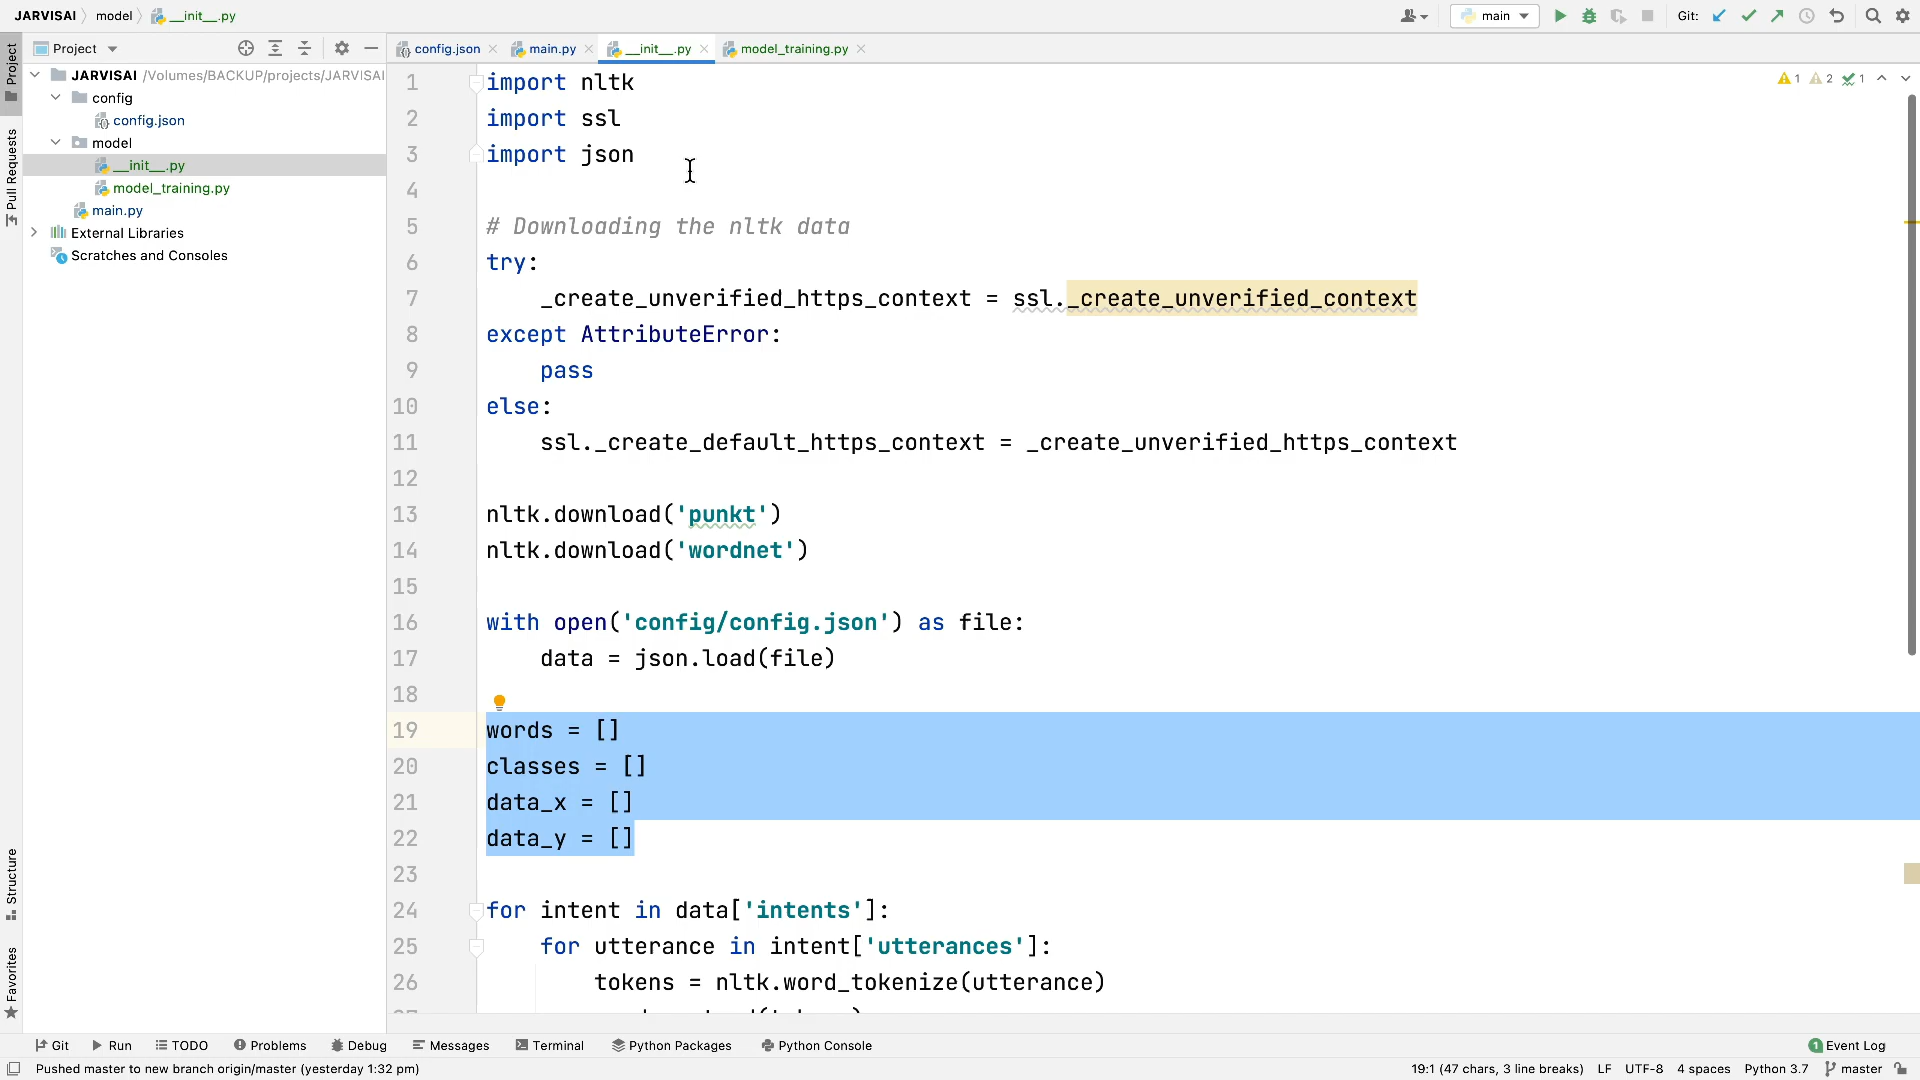 JARVISAI model __init__.py
main
Git:
Project
config.json
main.py
__init__.py
model_training.py
Project
Pull Requests
Structure
Favorites
JARVISAI /Volumes/BACKUP/projects/JARVISAI
config
config.json
model
__init__.py
model_training.py
main.py
External Libraries
Scratches and Consoles
1 import nltk
2 import ssl
3 import json
4
5 # Downloading the nltk data
6 try:
7 _create_unverified_https_context = ssl._create_unverified_context
8 except AttributeError:
9 pass
10 else:
11 ssl._create_default_https_context = _create_unverified_https_context
12
13 nltk.download('punkt')
14 nltk.download('wordnet')
15
16 with open('config/config.json') as file:
17 data = json.load(file)
18
19 words = []
20 classes = []
21 data_x = []
22 data_y = []
23
24 for intent in data['intents']:
25 for utterance in intent['utterances']:
26 tokens = nltk.word_tokenize(utterance)
1 2 1
Git Run TODO Problems Debug Messages Terminal Python Packages Python Console 1 Event Log
Pushed master to new branch origin/master (yesterday 1:32 pm) 19:1 (47 chars, 3 line breaks) LF UTF-8 4 spaces Python 3.7 master